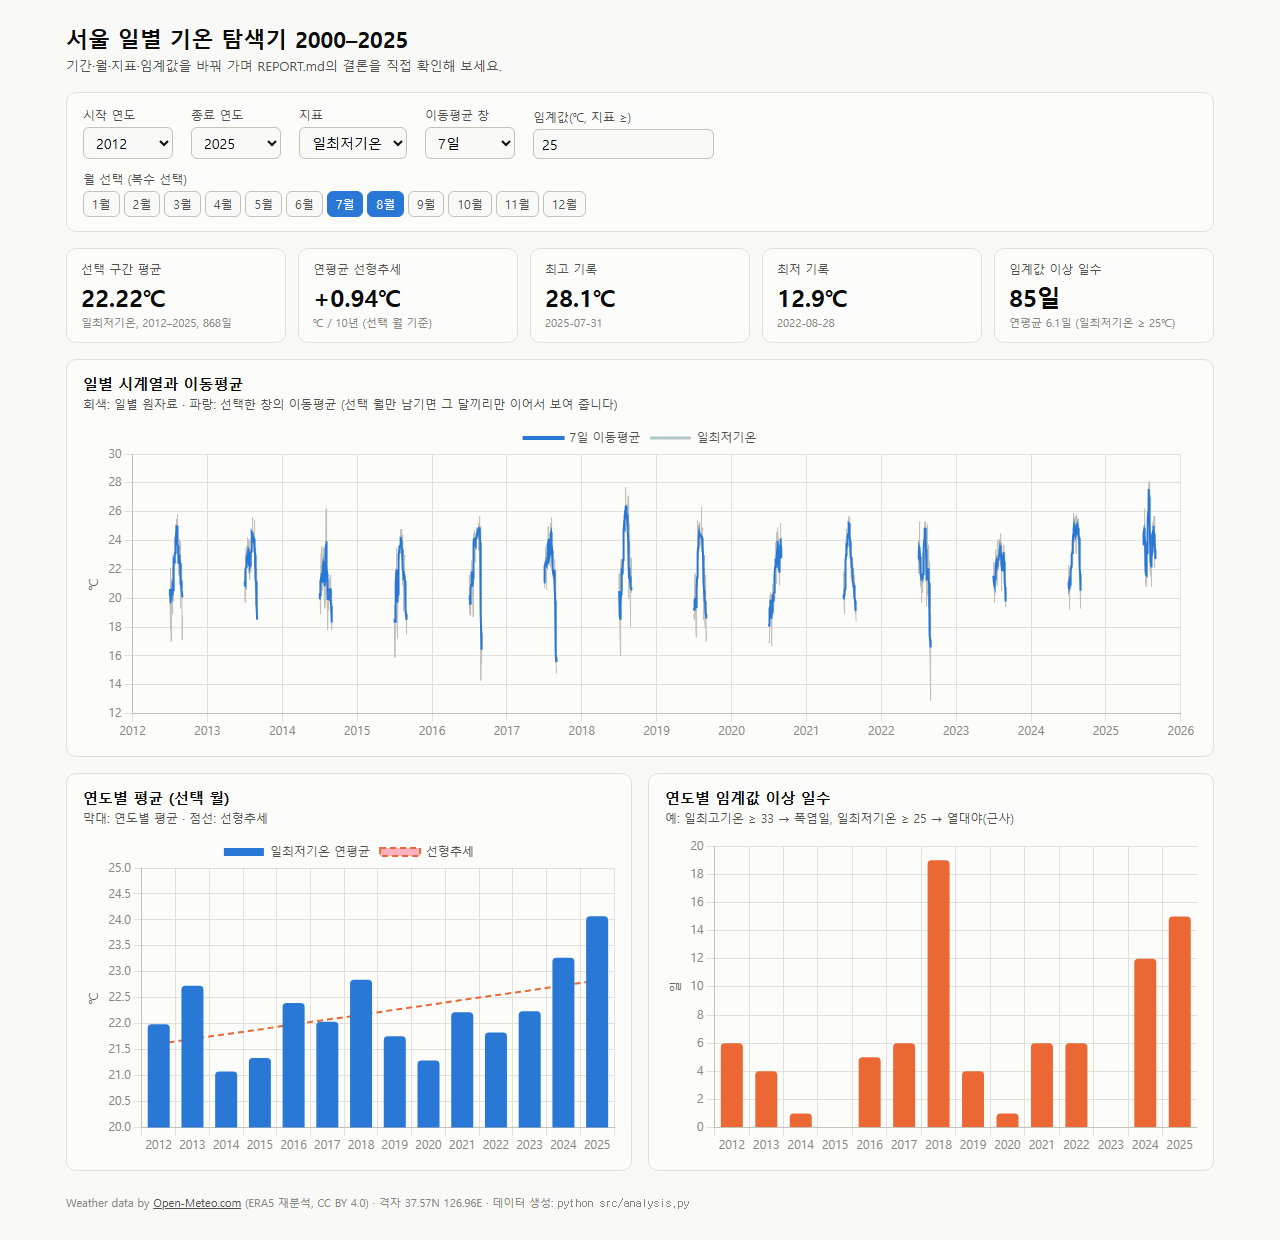 서울 일별 기온 탐색기 2000–2025
기간·월·지표·임계값을 바꿔 가며 REPORT.md의 결론을 직접 확인해 보세요.
시작 연도 종료 연도 지표 이동평균 창 임계값(℃, 지표 ≥)
2012 2025 일최저기온 7일 25
월 선택 (복수 선택)
1월 2월 3월 4월 5월 6월 7월 8월 9월 10월 11월 12월
선택 구간 평균
22.22℃
일최저기온, 2012–2025, 868일
연평균 선형추세
+0.94℃
℃ / 10년 (선택 월 기준)
최고 기록
28.1℃
2025-07-31
최저 기록
12.9℃
2022-08-28
임계값 이상 일수
85일
연평균 6.1일 (일최저기온 ≥ 25℃)
일별 시계열과 이동평균
회색: 일별 원자료 · 파랑: 선택한 창의 이동평균 (선택 월만 남기면 그 달끼리만 이어서 보여 줍니다)
7일 이동평균 일최저기온
℃
30
28
26
24
22
20
18
16
14
12
2012 2013 2014 2015 2016 2017 2018 2019 2020 2021 2022 2023 2024 2025 2026
연도별 평균 (선택 월)
막대: 연도별 평균 · 점선: 선형추세
일최저기온 연평균 선형추세
℃
25.0
24.5
24.0
23.5
23.0
22.5
22.0
21.5
21.0
20.5
20.0
2012 2013 2014 2015 2016 2017 2018 2019 2020 2021 2022 2023 2024 2025
연도별 임계값 이상 일수
예: 일최고기온 ≥ 33 → 폭염일, 일최저기온 ≥ 25 → 열대야(근사)
일
20
18
16
14
12
10
8
6
4
2
0
2012 2013 2014 2015 2016 2017 2018 2019 2020 2021 2022 2023 2024 2025
Weather data by Open-Meteo.com (ERA5 재분석, CC BY 4.0) · 격자 37.57N 126.96E · 데이터 생성: python src/analysis.py